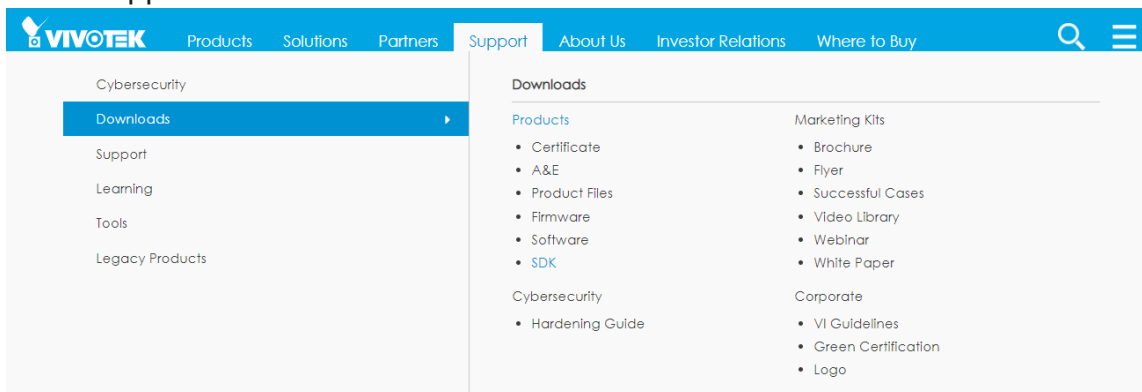 VIVOTEK Products Solutions Partners Support About Us Investor Relations Where to Buy
Cybersecurity
Downloads
Support
Learning
Tools
Legacy Products
Downloads
Products
• Certificate
• A&E
• Product Files
• Firmware
• Software
• SDK
Cybersecurity
• Hardening Guide
Marketing Kits
• Brochure
• Flyer
• Successful Cases
• Video Library
• Webinar
• White Paper
Corporate
• VI Guidelines
• Green Certification
• Logo